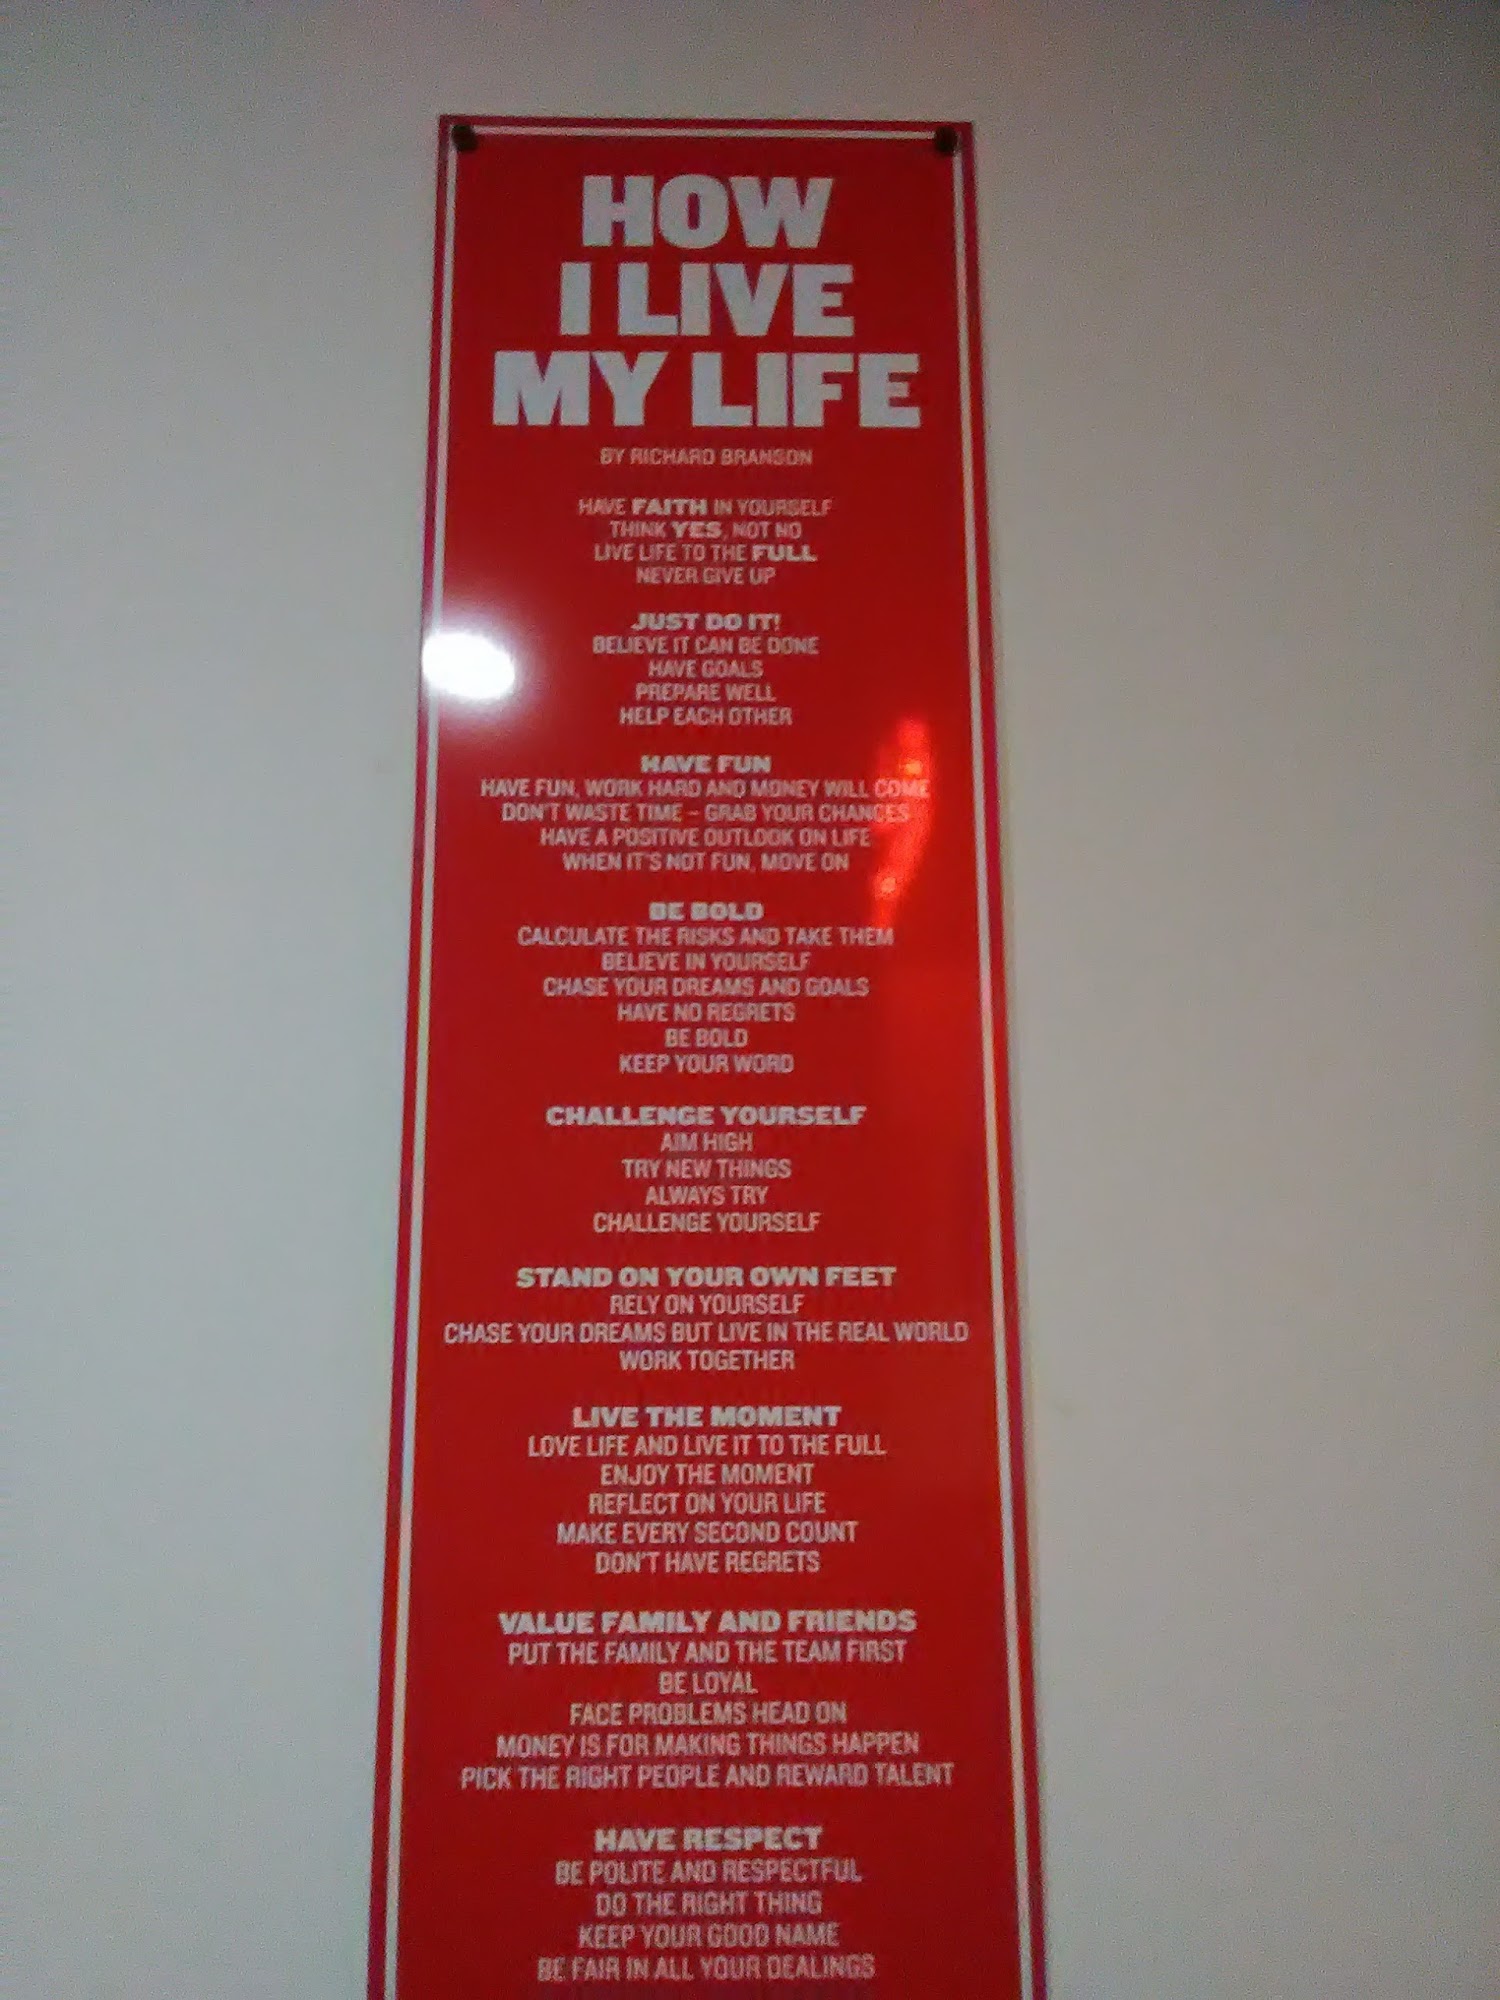 HOW
I LIVE
MY LIFE
BY RICHARD BRANSON
HAVE FAITH IN YOURSELF
THINK YES, NOT NO
LIVE LIFE TO THE FULL
NEVER GIVE UP
JUST DO IT!
BELIEVE IT CAN BE DONE
HAVE GOALS
PREPARE WELL
HELP EACH OTHER
HAVE FUN
HAVE FUN, WORK HARD AND MONEY WILL COME
DON'T WASTE TIME - GRAB YOUR CHANCES
HAVE A POSITIVE OUTLOOK ON LIFE
WHEN IT'S NOT FUN, MOVE ON
BE BOLD
CALCULATE THE RISKS AND TAKE THEM
BELIEVE IN YOURSELF
CHASE YOUR DREAMS AND GOALS
HAVE NO REGRETS
BE BOLD
KEEP YOUR WORD
CHALLENGE YOURSELF
AIM HIGH
TRY NEW THINGS
ALWAYS TRY
CHALLENGE YOURSELF
STAND ON YOUR OWN FEET
RELY ON YOURSELF
CHASE YOUR DREAMS BUT LIVE IN THE REAL WORLD
WORK TOGETHER
LIVE THE MOMENT
LOVE LIFE AND LIVE IT TO THE FULL
ENJOY THE MOMENT
REFLECT ON YOUR LIFE
MAKE EVERY SECOND COUNT
DON'T HAVE REGRETS
VALUE FAMILY AND FRIENDS
PUT THE FAMILY AND THE TEAM FIRST
BE LOYAL
FACE PROBLEMS HEAD ON
MONEY IS FOR MAKING THINGS HAPPEN
PICK THE RIGHT PEOPLE AND REWARD TALENT
HAVE RESPECT
BE POLITE AND RESPECTFUL
DO THE RIGHT THING
KEEP YOUR GOOD NAME
BE FAIR IN ALL YOUR DEALINGS